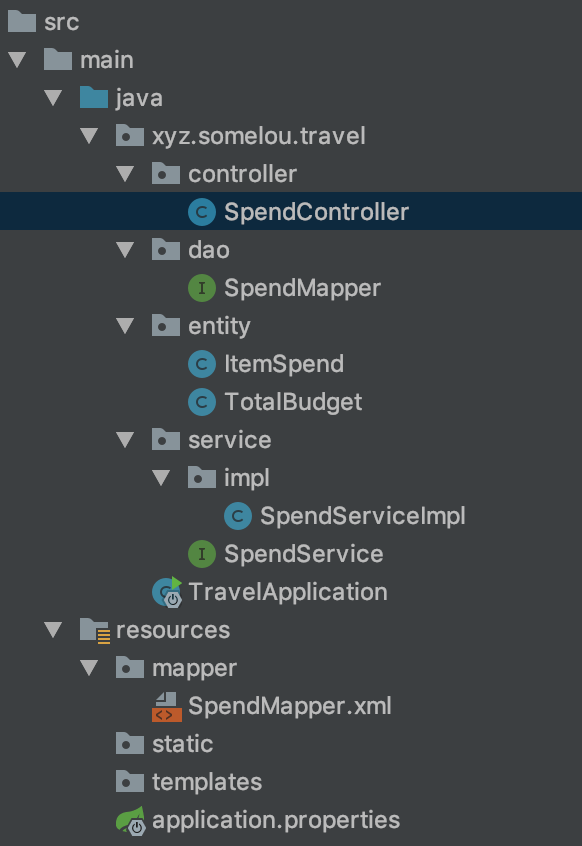 src
main
java
xyz.somelou.travel
controller
C SpendController
dao
I SpendMapper
entity
C ItemSpend
C TotalBudget
service
impl
C SpendServiceImpl
I SpendService
C TravelApplication
resources
mapper
<> SpendMapper.xml
static
templates
application.properties